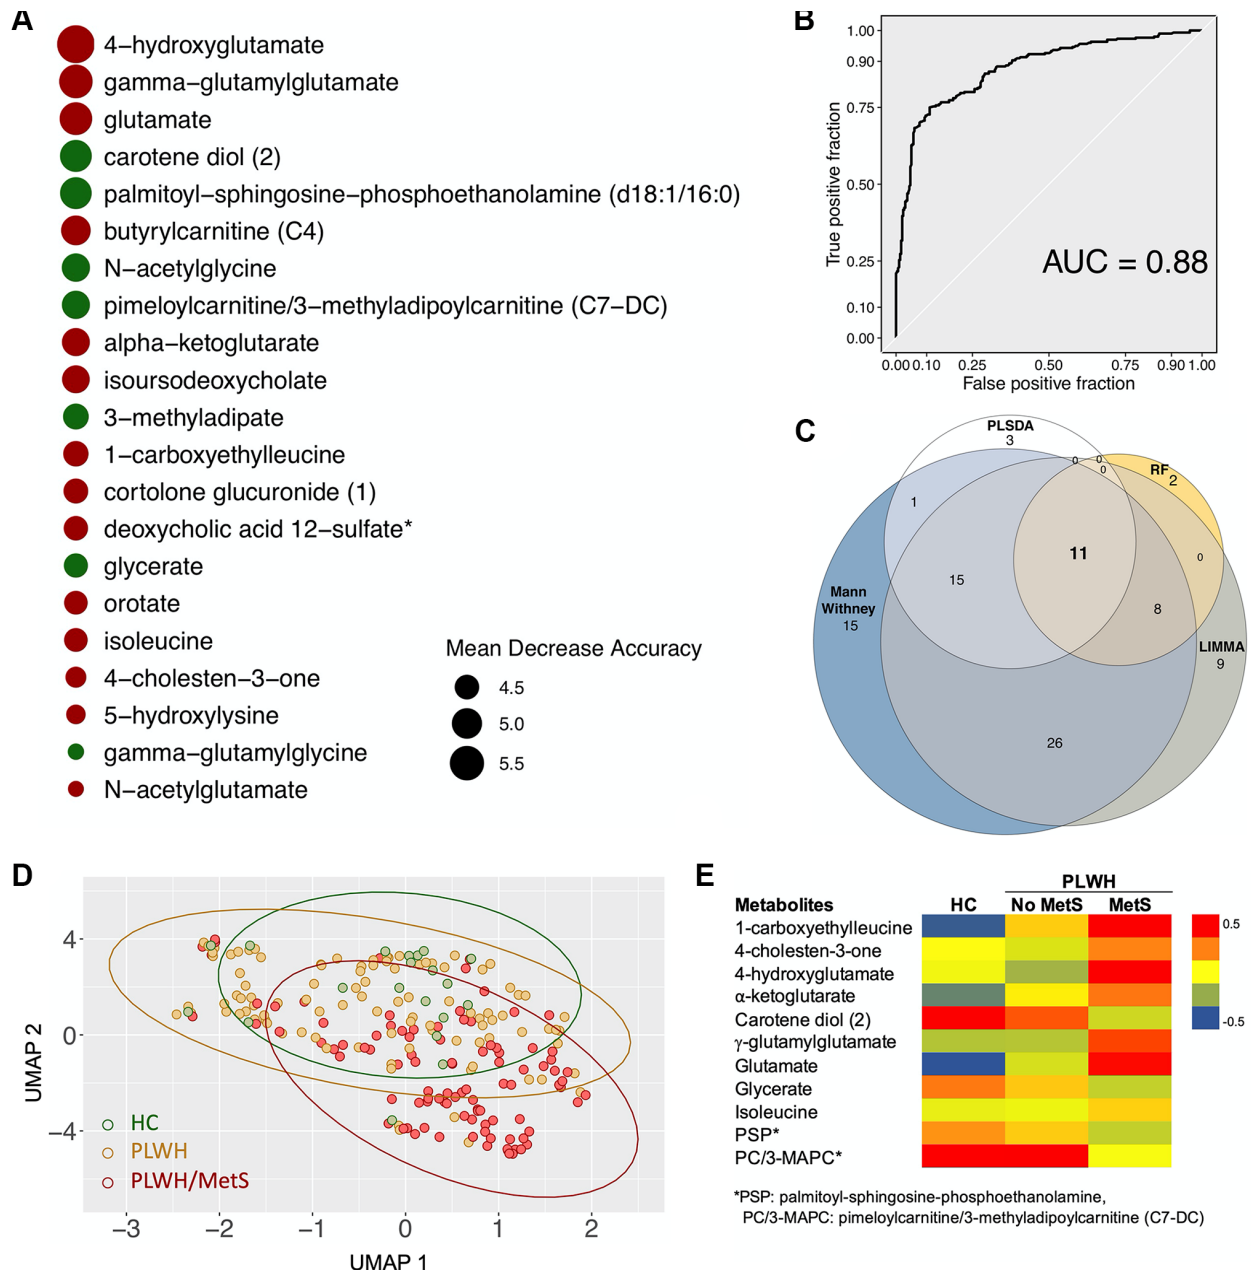 A
4−hydroxyglutamate
gamma−glutamylglutamate
glutamate
carotene diol (2)
palmitoyl−sphingosine−phosphoethanolamine (d18:1/16:0)
butyrylcarnitine (C4)
N−acetylglycine
pimeloylcarnitine/3−methyladipoylcarnitine (C7−DC)
alpha−ketoglutarate
isoursodeoxycholate
3−methyladipate
1−carboxyethylleucine
cortolone glucuronide (1)
deoxycholic acid 12−sulfate*
glycerate
orotate
isoleucine
4−cholesten−3−one
5−hydroxylysine
gamma−glutamylglycine
N−acetylglutamate
Mean Decrease Accuracy
4.5
5.0
5.5
B
True positive fraction
1.00
0.90
0.75
0.50
0.25
0.10
0.00
AUC = 0.88
0.00 0.10 0.25 0.50 0.75 0.90 1.00
False positive fraction
C
PLSDA
3
0
0
0
RF
2
1
11
0
15
8
Mann
Withney
15
LIMMA
9
26
D
UMAP 2
4
0
−4
HC
PLWH
PLWH/MetS
−3 −2 −1 0 1 2
UMAP 1
E
PLWH
Metabolites HC No MetS MetS
1-carboxyethylleucine
4-cholesten-3-one
4-hydroxyglutamate
α-ketoglutarate
Carotene diol (2)
γ-glutamylglutamate
Glutamate
Glycerate
Isoleucine
PSP*
PC/3-MAPC*
0.5
-0.5
*PSP: palmitoyl-sphingosine-phosphoethanolamine,
PC/3-MAPC: pimeloylcarnitine/3-methyladipoylcarnitine (C7-DC)